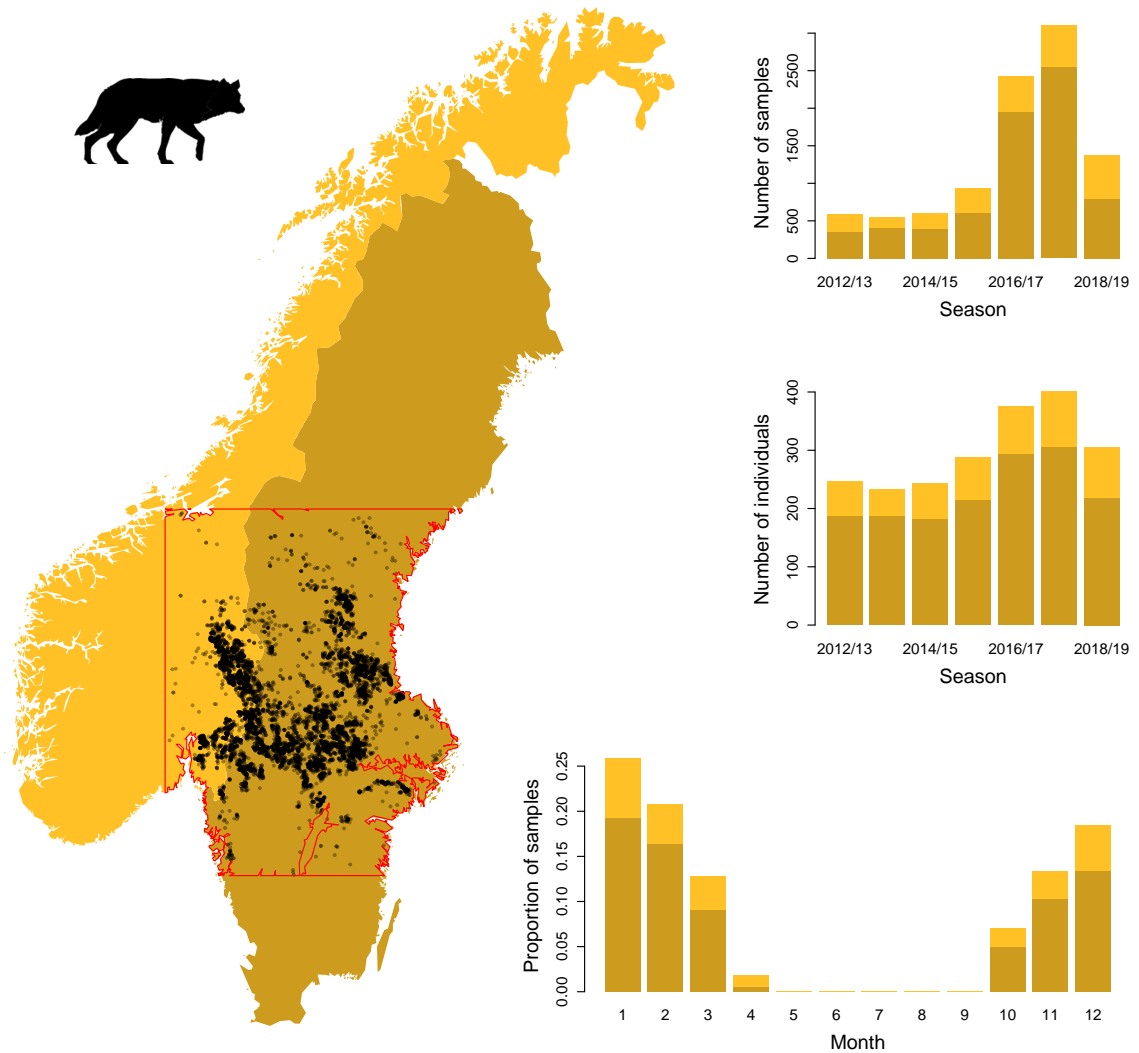 Number of samples
2500
1500
500
0
2012/13 2014/15 2016/17 2018/19
Season
Number of individuals
400
300
200
100
0
2012/13 2014/15 2016/17 2018/19
Season
Proportion of samples
0.25
0.20
0.15
0.10
0.05
0.00
1 2 3 4 5 6 7 8 9 10 11 12
Month